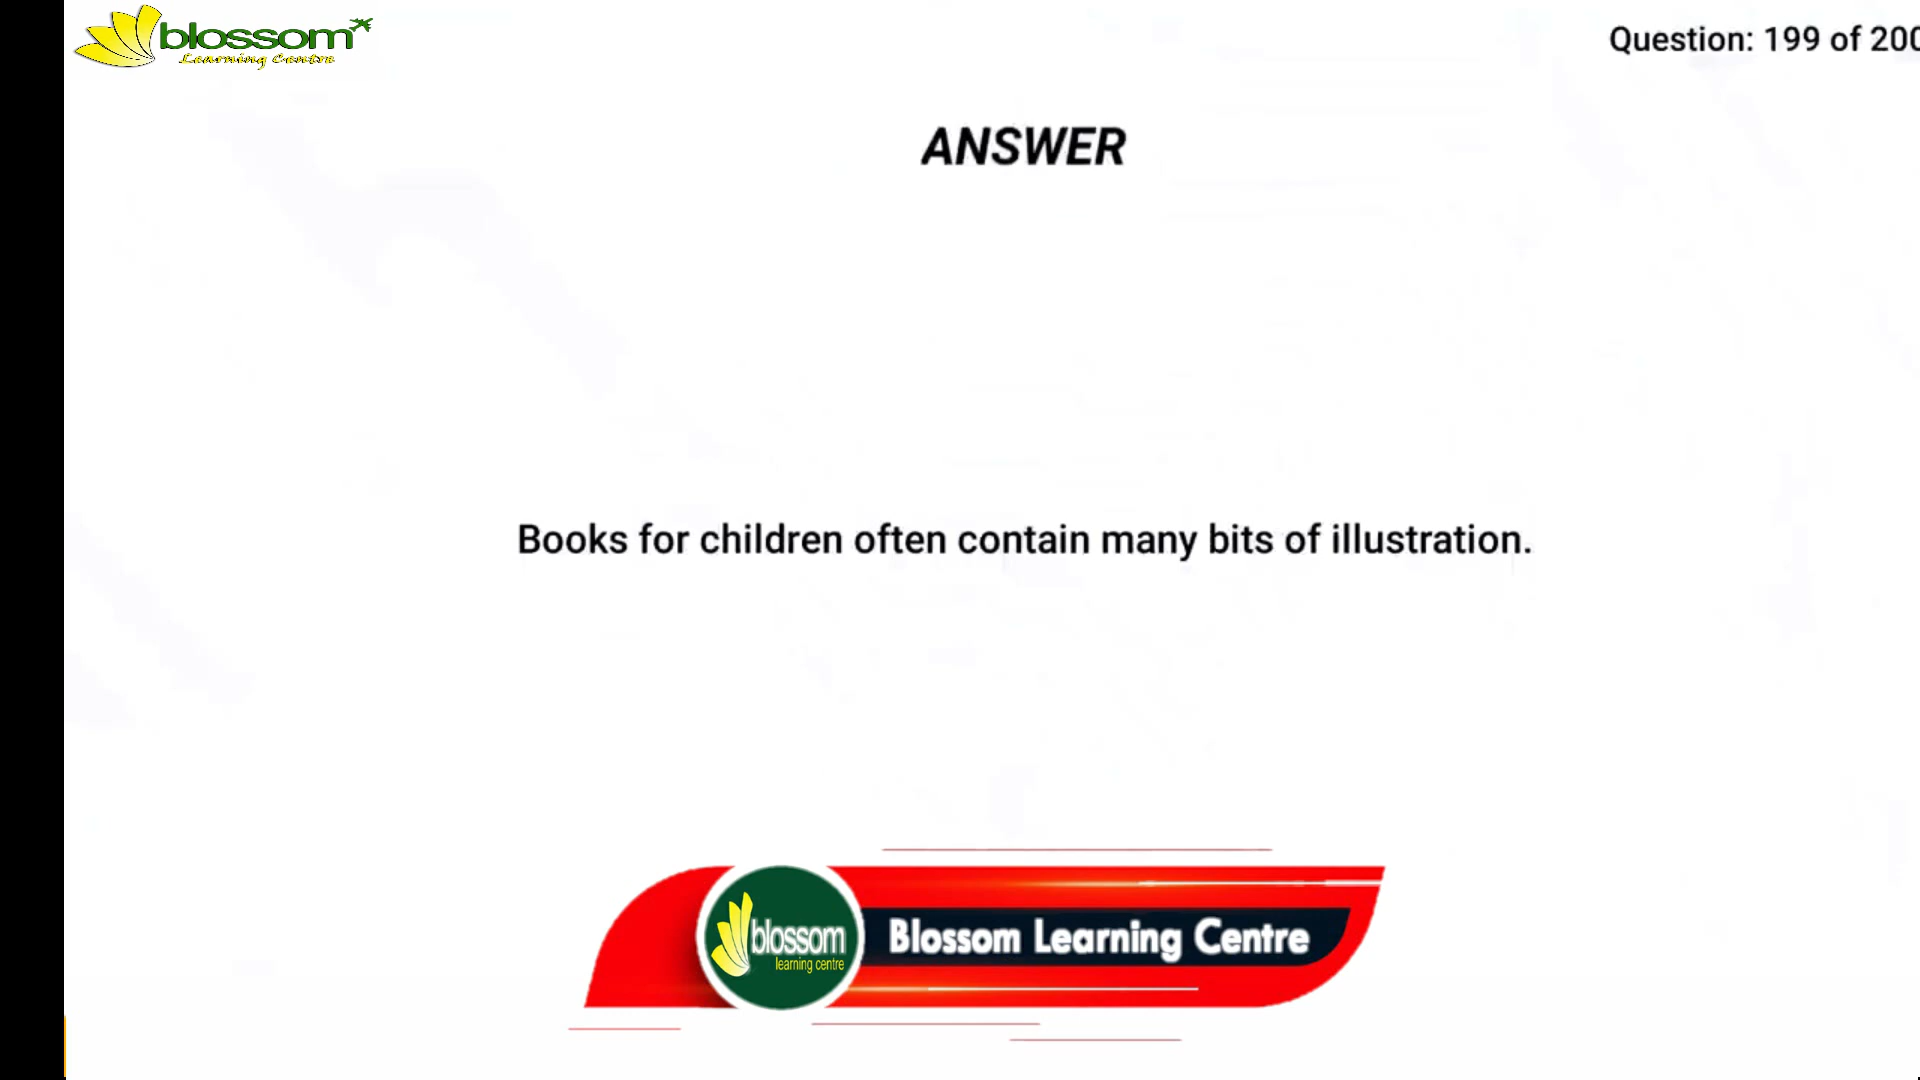 blossom
Learning Centre
Question: 199 of 200
ANSWER
Books for children often contain many bits of illustration.
blossom
learning centre
Blossom Learning Centre